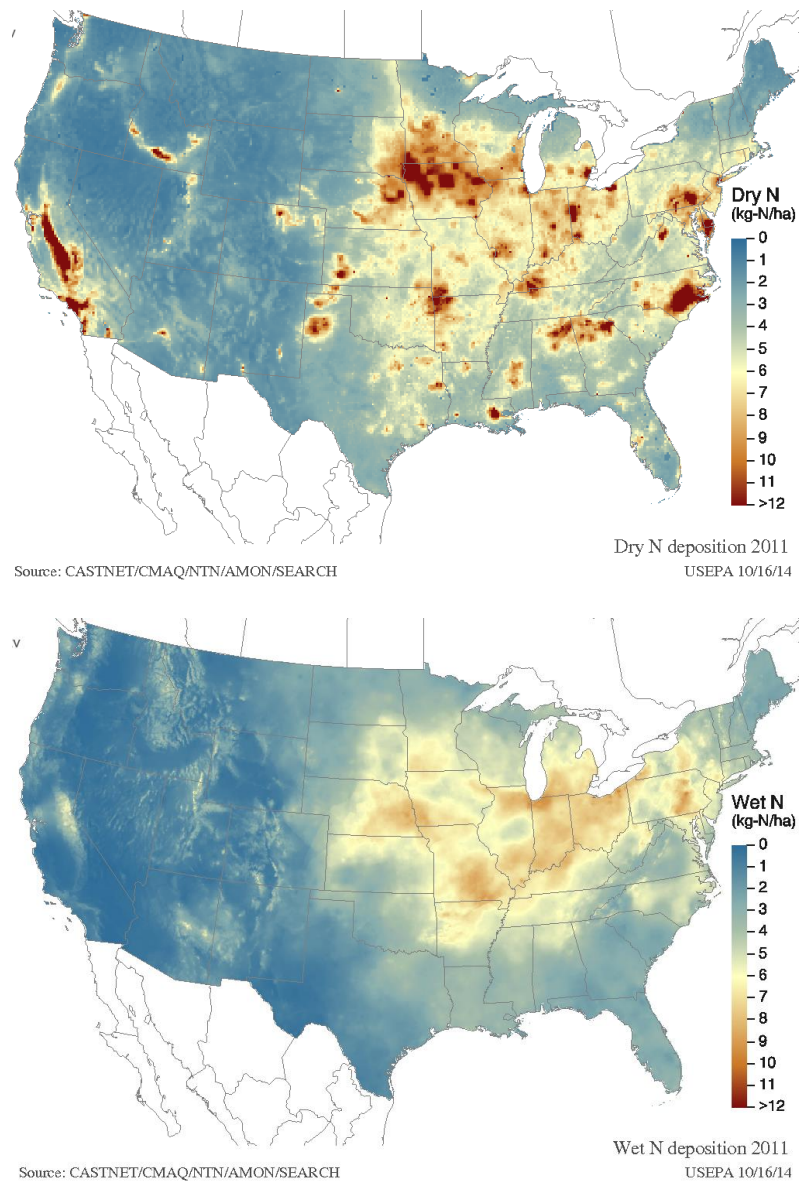 Dry N
(kg-N/ha)
0
1
2
3
4
5
6
7
8
9
10
11
>12
Dry N deposition 2011
Source: CASTNET/CMAQ/NTN/AMON/SEARCH
USEPA 10/16/14
v
Wet N
(kg-N/ha)
0
1
2
3
4
5
6
7
8
9
10
11
>12
Wet N deposition 2011
Source: CASTNET/CMAQ/NTN/AMON/SEARCH
USEPA 10/16/14